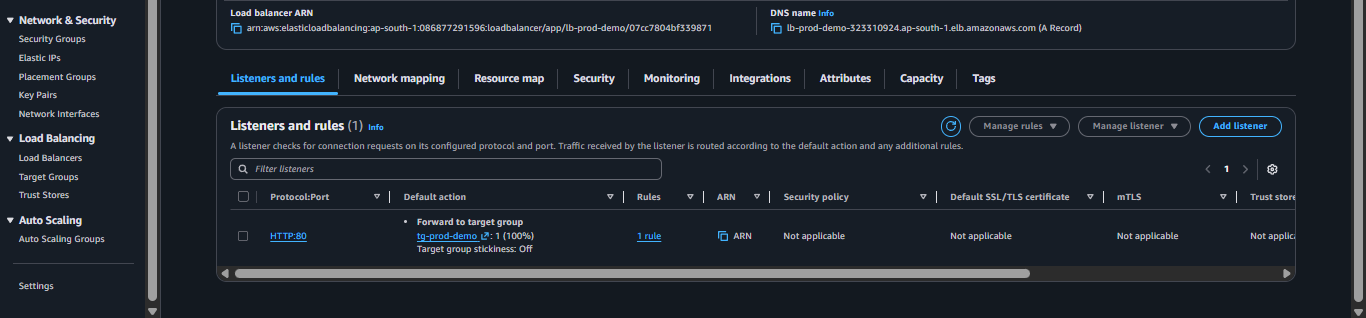 Network & Security
Security Groups
Elastic IPs
Placement Groups
Key Pairs
Network Interfaces
Load Balancing
Load Balancers
Target Groups
Trust Stores
Auto Scaling
Auto Scaling Groups
Settings
Load balancer ARN
arn:aws:elasticloadbalancing:ap-south-1:086877291596:loadbalancer/app/lb-prod-demo/07cc7804bf339871
DNS name Info
lb-prod-demo-323310924.ap-south-1.elb.amazonaws.com (A Record)
Listeners and rules Network mapping Resource map Security Monitoring Integrations Attributes Capacity Tags
Listeners and rules (1) Info
Manage rules Manage listener Add listener
A listener checks for connection requests on its configured protocol and port. Traffic received by the listener is routed according to the default action and any additional rules.
Filter listeners
1
Protocol:Port Default action Rules ARN Security policy Default SSL/TLS certificate mTLS Trust store
• Forward to target group
HTTP:80 tg-prod-demo : 1 (100%) 1 rule ARN Not applicable Not applicable Not applicable Not applica
Target group stickiness: Off